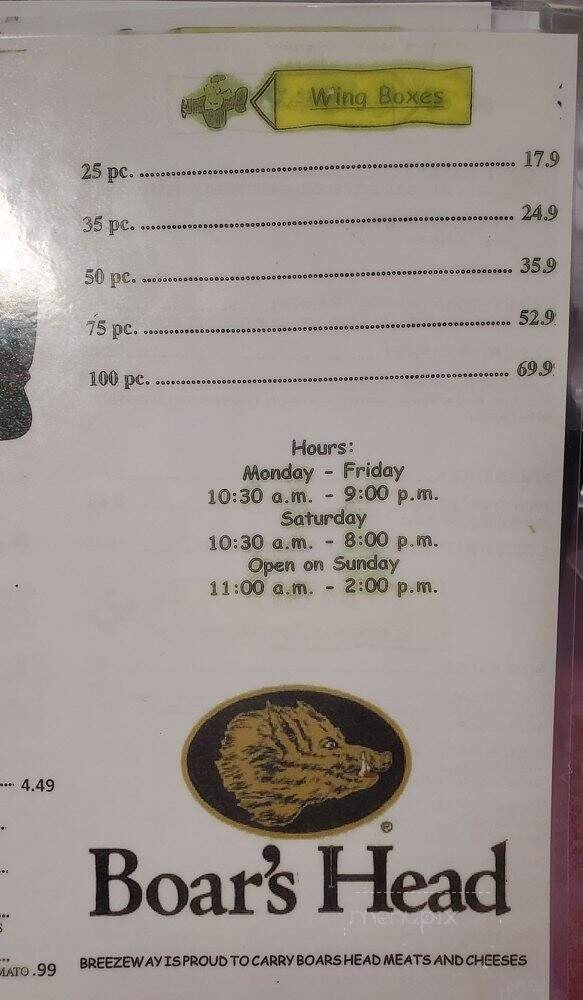 Wing Boxes
25 pc. ........ 17.9
35 pc. ........ 24.9
50 pc. ........ 35.9
75 pc. ........ 52.9
100 pc. ........ 69.9
Hours:
Monday - Friday
10:30 a.m. - 9:00 p.m.
Saturday
10:30 a.m. - 8:00 p.m.
Open on Sunday
11:00 a.m. - 2:00 p.m.
.... 4.49
®
Boar's Head
menupix
S
MATO .99
BREEZEWAY IS PROUD TO CARRY BOARS HEAD MEATS AND CHEESES